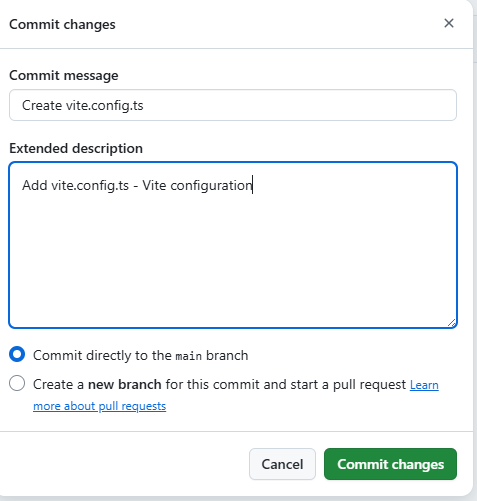 Commit changes
Commit message
Create vite.config.ts
Extended description
Add vite.config.ts - Vite configuration
Commit directly to the main branch
Create a new branch for this commit and start a pull request Learn
more about pull requests
Cancel
Commit changes